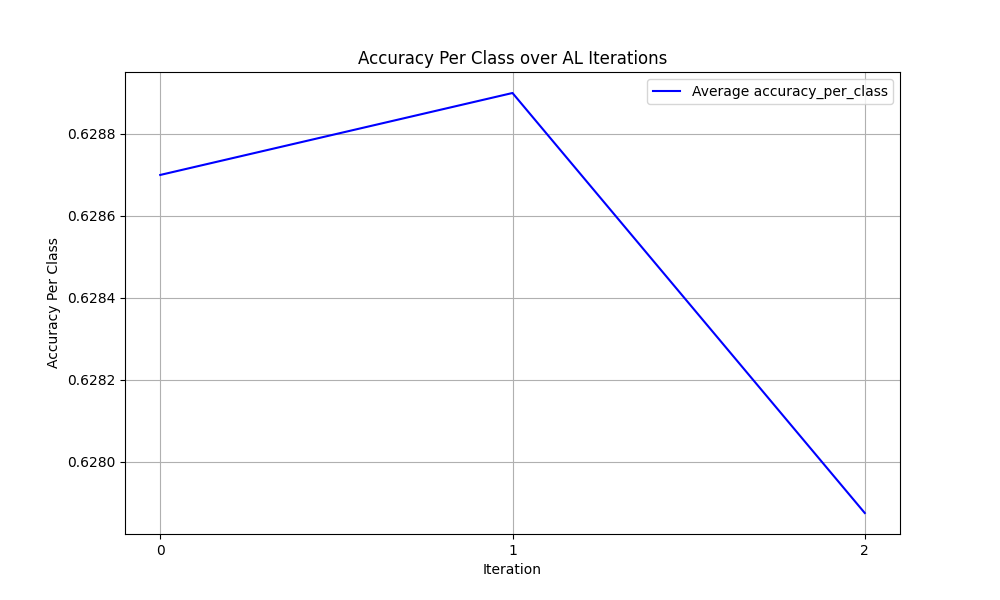 Accuracy Per Class over AL Iterations
Average accuracy_per_class
0.6288
0.6286
0.6284
0.6282
0.6280
Accuracy Per Class
0 1 2
Iteration